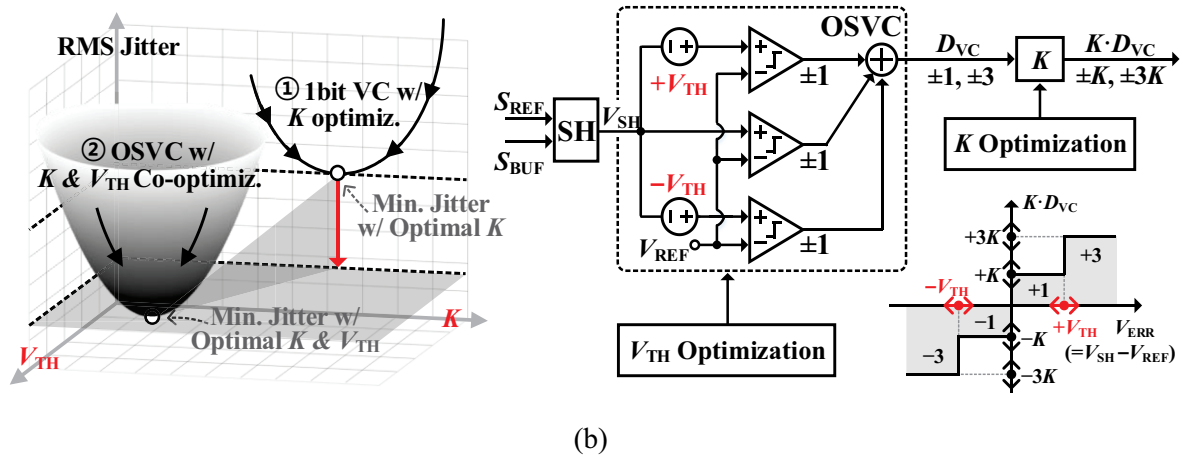 RMS Jitter
① 1bit VC w/
K optimiz.
② OSVC w/
K & VTH Co-optimiz.
Min. Jitter
w/ Optimal K
Min. Jitter w/
Optimal K & VTH
K
VTH
SREF
SBUF
SH
VSH
+VTH
−VTH
VREF
+
−
±1
+
−
±1
+
−
±1
OSVC
DVC
±1, ±3
K
K·DVC
±K, ±3K
VTH Optimization
K Optimization
K·DVC
+3K
+K
+3
+1
−VTH
−1
−3
+VTH
VERR
(=VSH−VREF)
−K
−3K
(b)